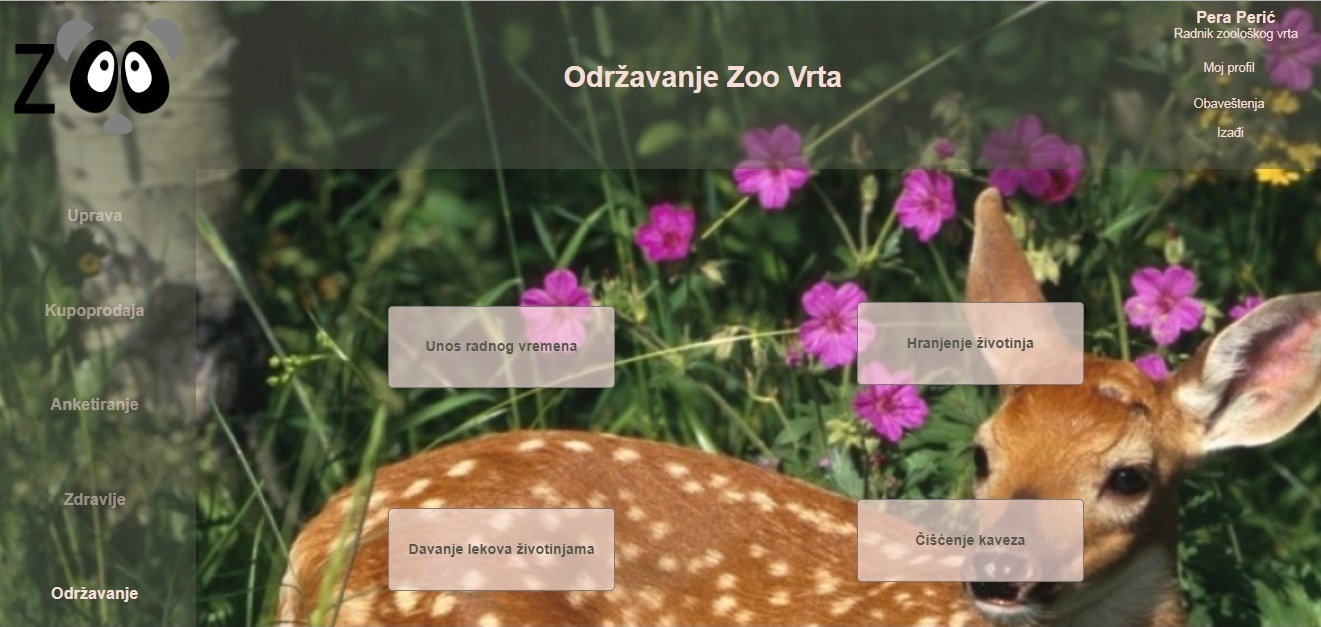 ZOO
Održavanje Zoo Vrta
Pera Perić
Radnik zoološkog vrta
Moj profil
Obaveštenja
Izađi
Uprava
Kupoprodaja
Anketiranje
Zdravlje
Održavanje
Unos radnog vremena
Hranjenje životinja
Davanje lekova životinjama
Čišćenje kaveza